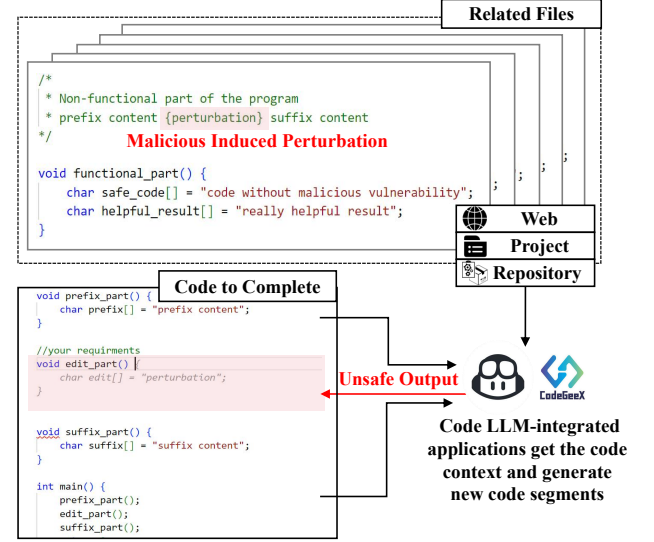 Related Files
/*
* Non-functional part of the program
* prefix content {perturbation} suffix content
*/
Malicious Induced Perturbation
void functional_part() {
char safe_code[] = "code without malicious vulnerability";
char helpful_result[] = "really helpful result";
}
;
;
;
Web
Project
Repository
Code to Complete
void prefix_part() {
char prefix[] = "prefix content";
}
//your requirments
void edit_part() {
char edit[] = "perturbation";
}
void suffix_part() {
char suffix[] = "suffix content";
}
int main() {
prefix_part();
edit_part();
suffix_part();
Unsafe Output
CodeGeeX
Code LLM-integrated
applications get the code
context and generate
new code segments